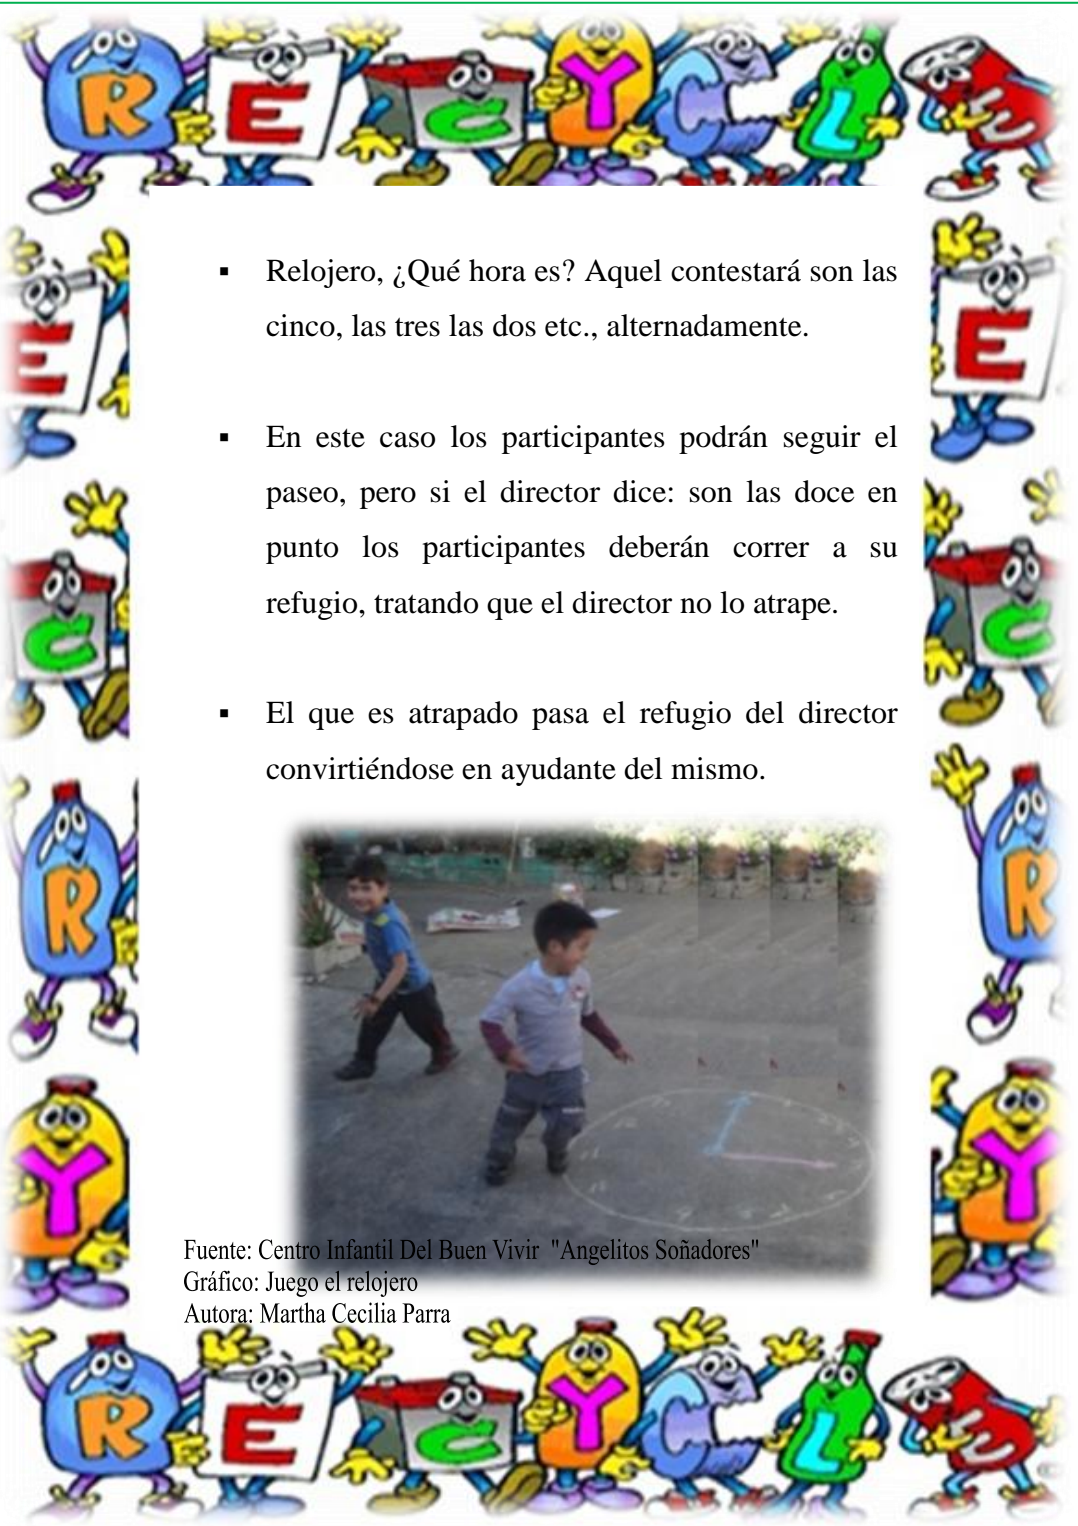 R E C Y C L E
▪ Relojero, ¿Qué hora es? Aquel contestará son las
cinco, las tres las dos etc., alternadamente.
▪ En este caso los participantes podrán seguir el
paseo, pero si el director dice: son las doce en
punto los participantes deberán correr a su
refugio, tratando que el director no lo atrape.
▪ El que es atrapado pasa el refugio del director
convirtiéndose en ayudante del mismo.
Fuente: Centro Infantil Del Buen Vivir "Angelitos Soñadores"
Gráfico: Juego el relojero
Autora: Martha Cecilia Parra
R E C Y C L E